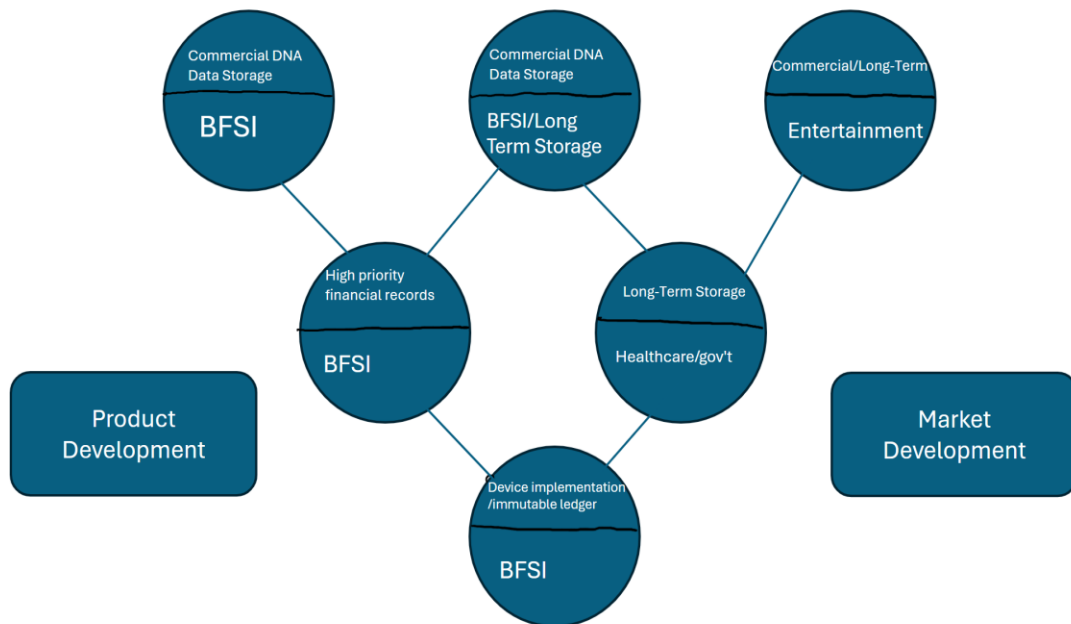 Commercial DNA
Data Storage
BFSI
Commercial DNA
Data Storage
BFSI/Long
Term Storage
Commercial/Long-Term
Entertainment
High priority
financial records
BFSI
Long-Term Storage
Healthcare/gov't
Product
Development
Market
Development
Device implementation
/immutable ledger
BFSI